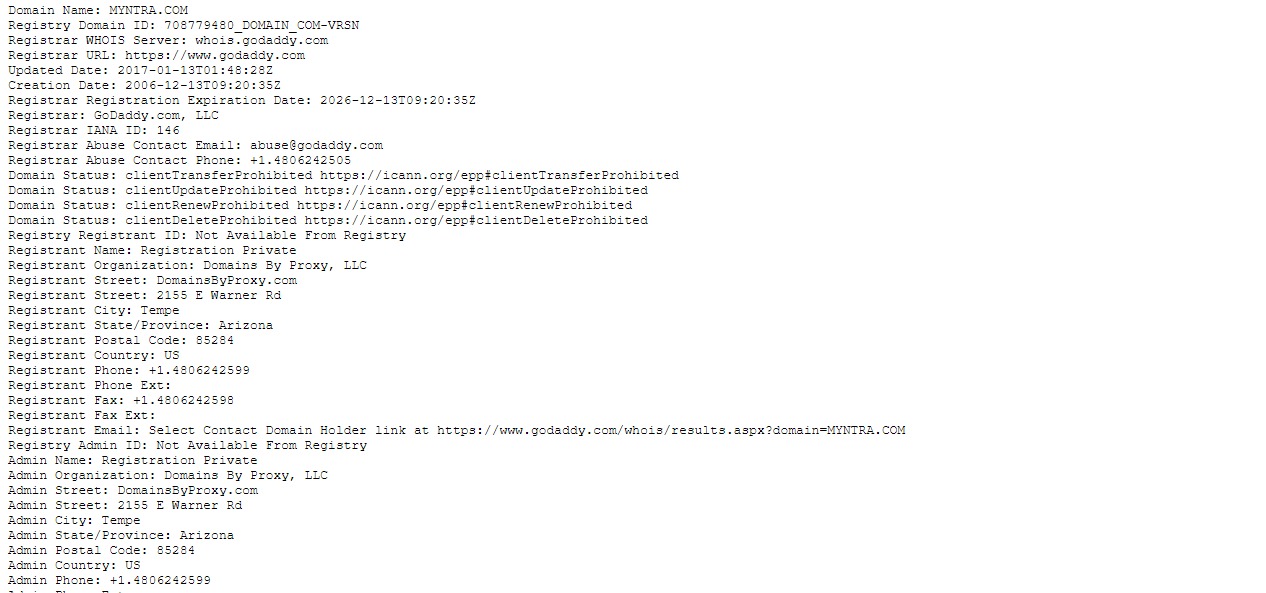 Domain Name: MYNTRA.COM
Registry Domain ID: 708779480_DOMAIN_COM-VRSN
Registrar WHOIS Server: whois.godaddy.com
Registrar URL: https://www.godaddy.com
Updated Date: 2017-01-13T01:48:28Z
Creation Date: 2006-12-13T09:20:35Z
Registrar Registration Expiration Date: 2026-12-13T09:20:35Z
Registrar: GoDaddy.com, LLC
Registrar IANA ID: 146
Registrar Abuse Contact Email: abuse@godaddy.com
Registrar Abuse Contact Phone: +1.4806242505
Domain Status: clientTransferProhibited https://icann.org/epp#clientTransferProhibited
Domain Status: clientUpdateProhibited https://icann.org/epp#clientUpdateProhibited
Domain Status: clientRenewProhibited https://icann.org/epp#clientRenewProhibited
Domain Status: clientDeleteProhibited https://icann.org/epp#clientDeleteProhibited
Registry Registrant ID: Not Available From Registry
Registrant Name: Registration Private
Registrant Organization: Domains By Proxy, LLC
Registrant Street: DomainsByProxy.com
Registrant Street: 2155 E Warner Rd
Registrant City: Tempe
Registrant State/Province: Arizona
Registrant Postal Code: 85284
Registrant Country: US
Registrant Phone: +1.4806242599
Registrant Phone Ext:
Registrant Fax: +1.4806242598
Registrant Fax Ext:
Registrant Email: Select Contact Domain Holder link at https://www.godaddy.com/whois/results.aspx?domain=MYNTRA.COM
Registry Admin ID: Not Available From Registry
Admin Name: Registration Private
Admin Organization: Domains By Proxy, LLC
Admin Street: DomainsByProxy.com
Admin Street: 2155 E Warner Rd
Admin City: Tempe
Admin State/Province: Arizona
Admin Postal Code: 85284
Admin Country: US
Admin Phone: +1.4806242599